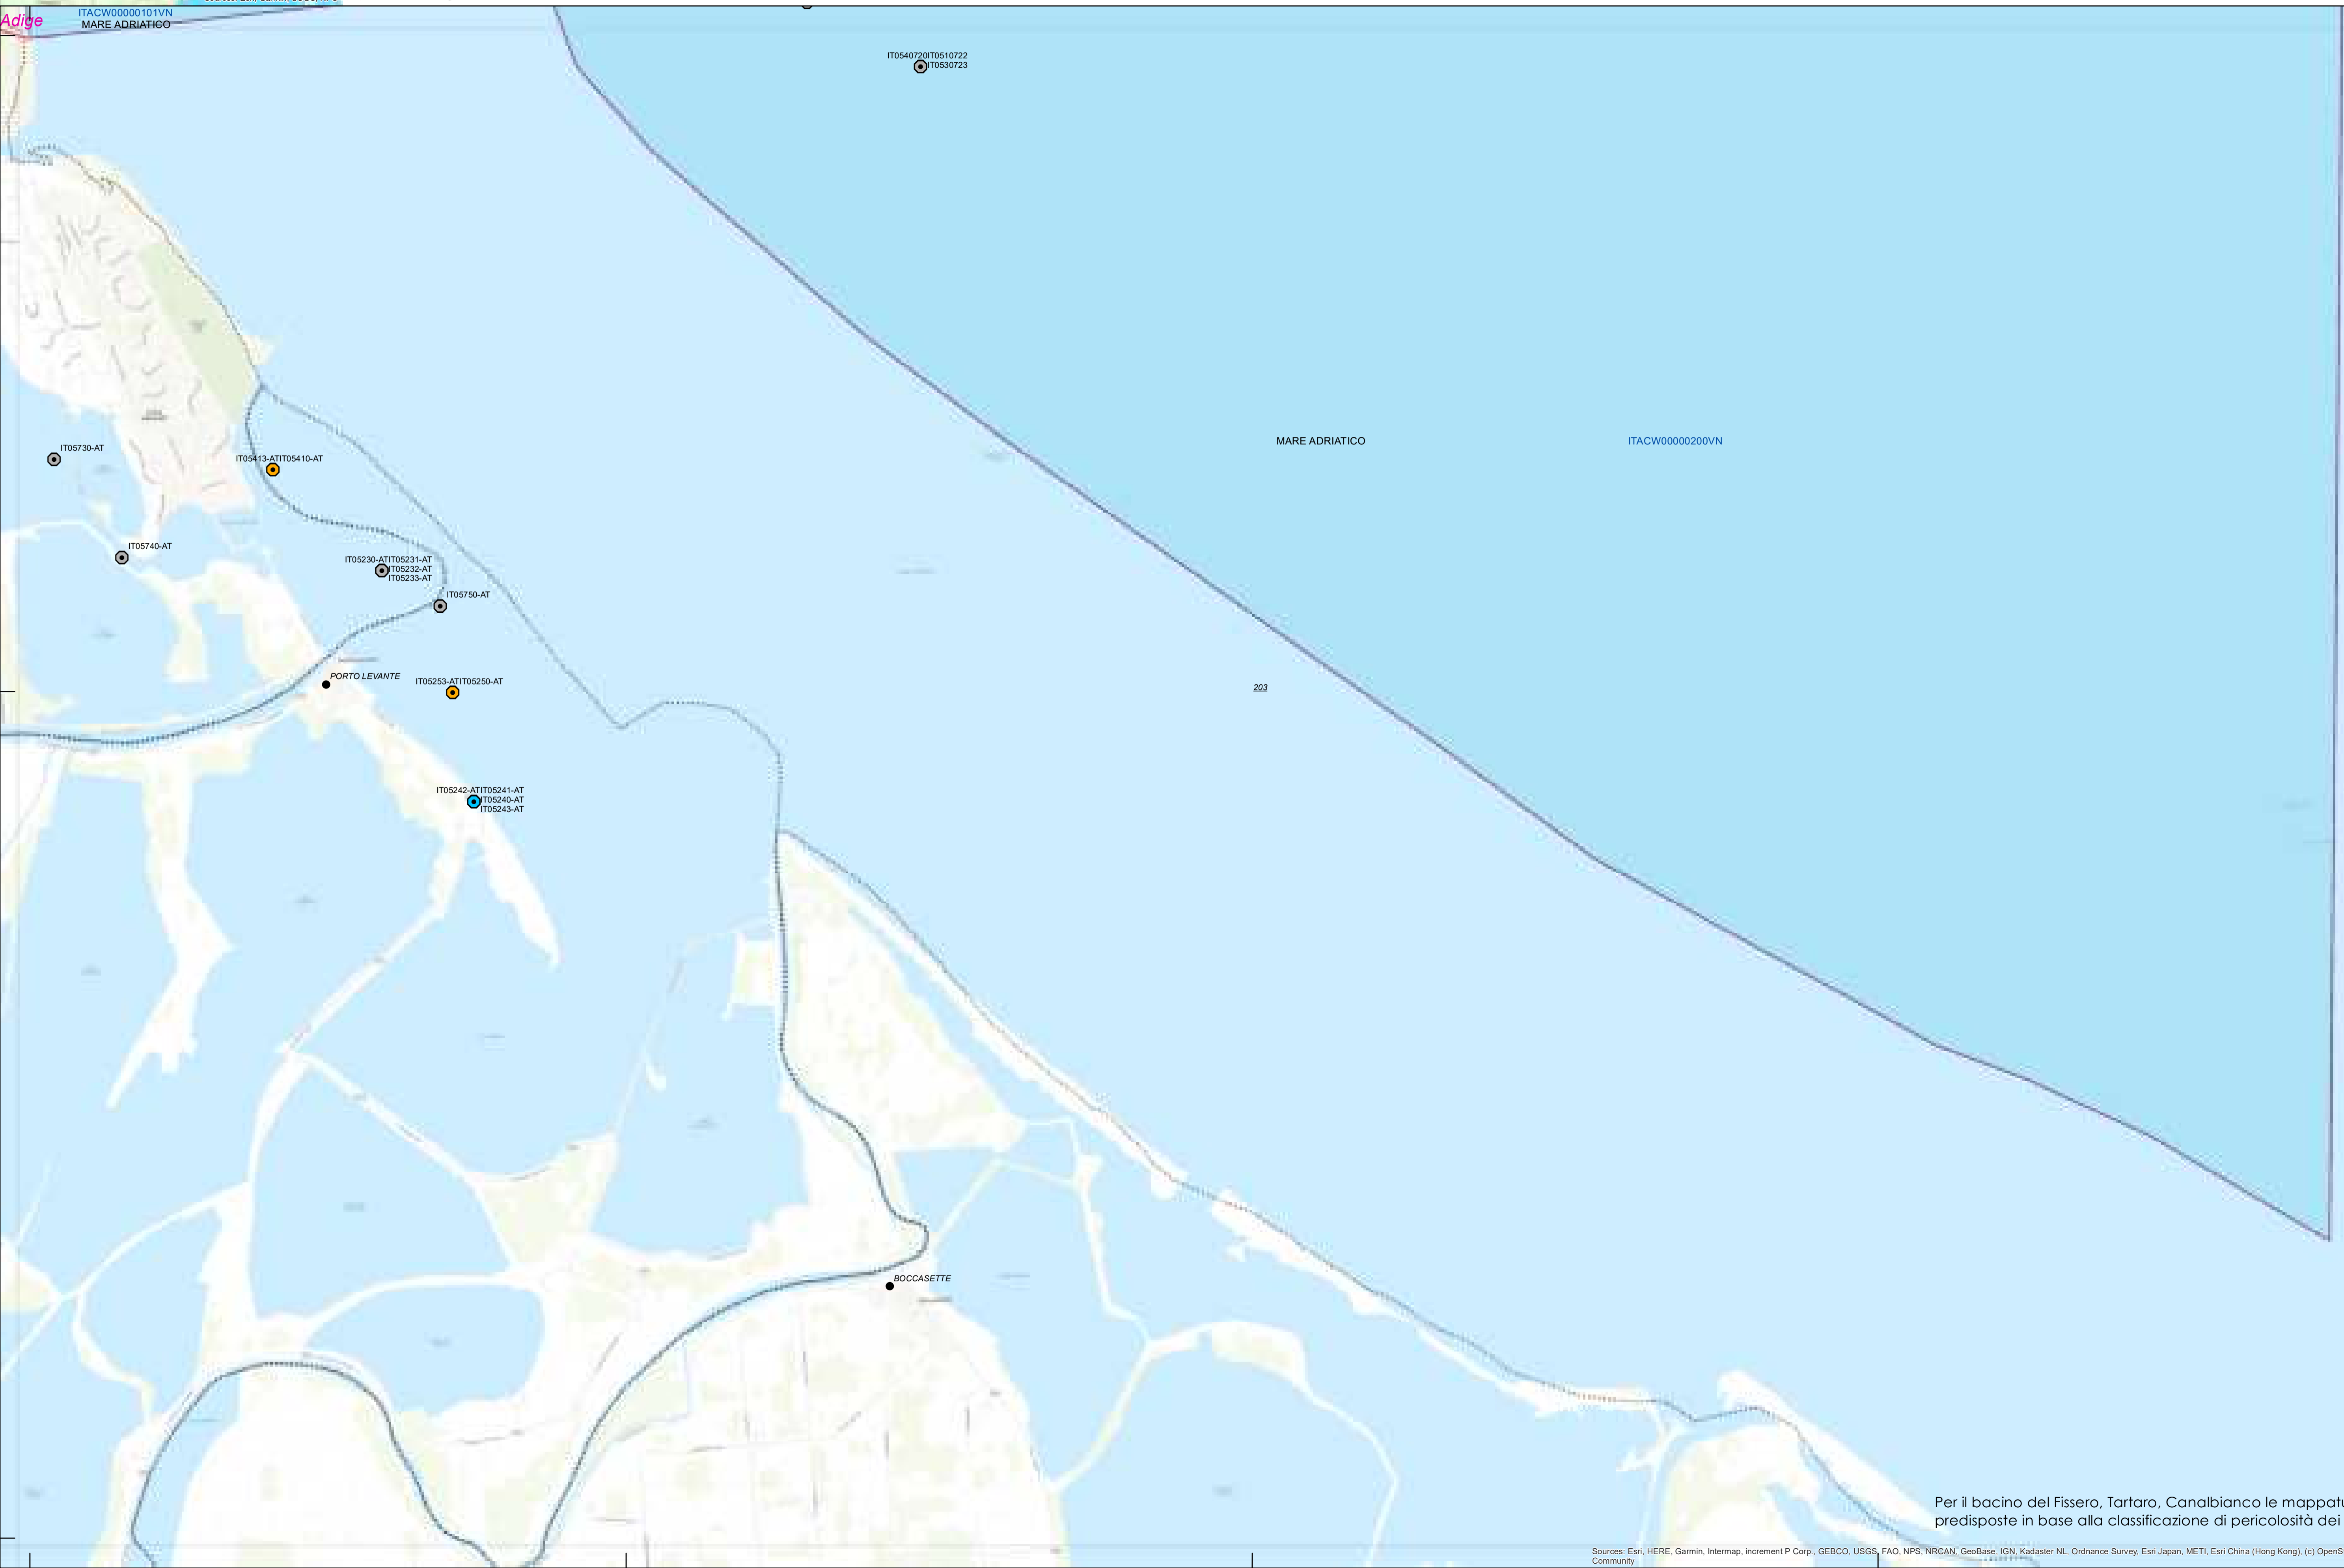 Adige
ITACW00000101VN
MARE ADRIATICO
IT0540720IT0510722
IT0530723
MARE ADRIATICO
ITACW00000200VN
IT05730-AT
IT05413-ATIT05410-AT
IT05740-AT
IT05230-ATIT05231-AT
IT05232-AT
IT05233-AT
IT05750-AT
PORTO LEVANTE
IT05253-ATIT05250-AT
203
IT05242-ATIT05241-AT
IT05240-AT
IT05243-AT
BOCCASETTE
Per il bacino del Fissero, Tartaro, Canalbianco le mappatu
predisposte in base alla classificazione di pericolosità dei
Sources: Esri, HERE, Garmin, Intermap, increment P Corp., GEBCO, USGS, FAO, NPS, NRCAN, GeoBase, IGN, Kadaster NL, Ordnance Survey, Esri Japan, METI, Esri China (Hong Kong), (c) OpenS
Community